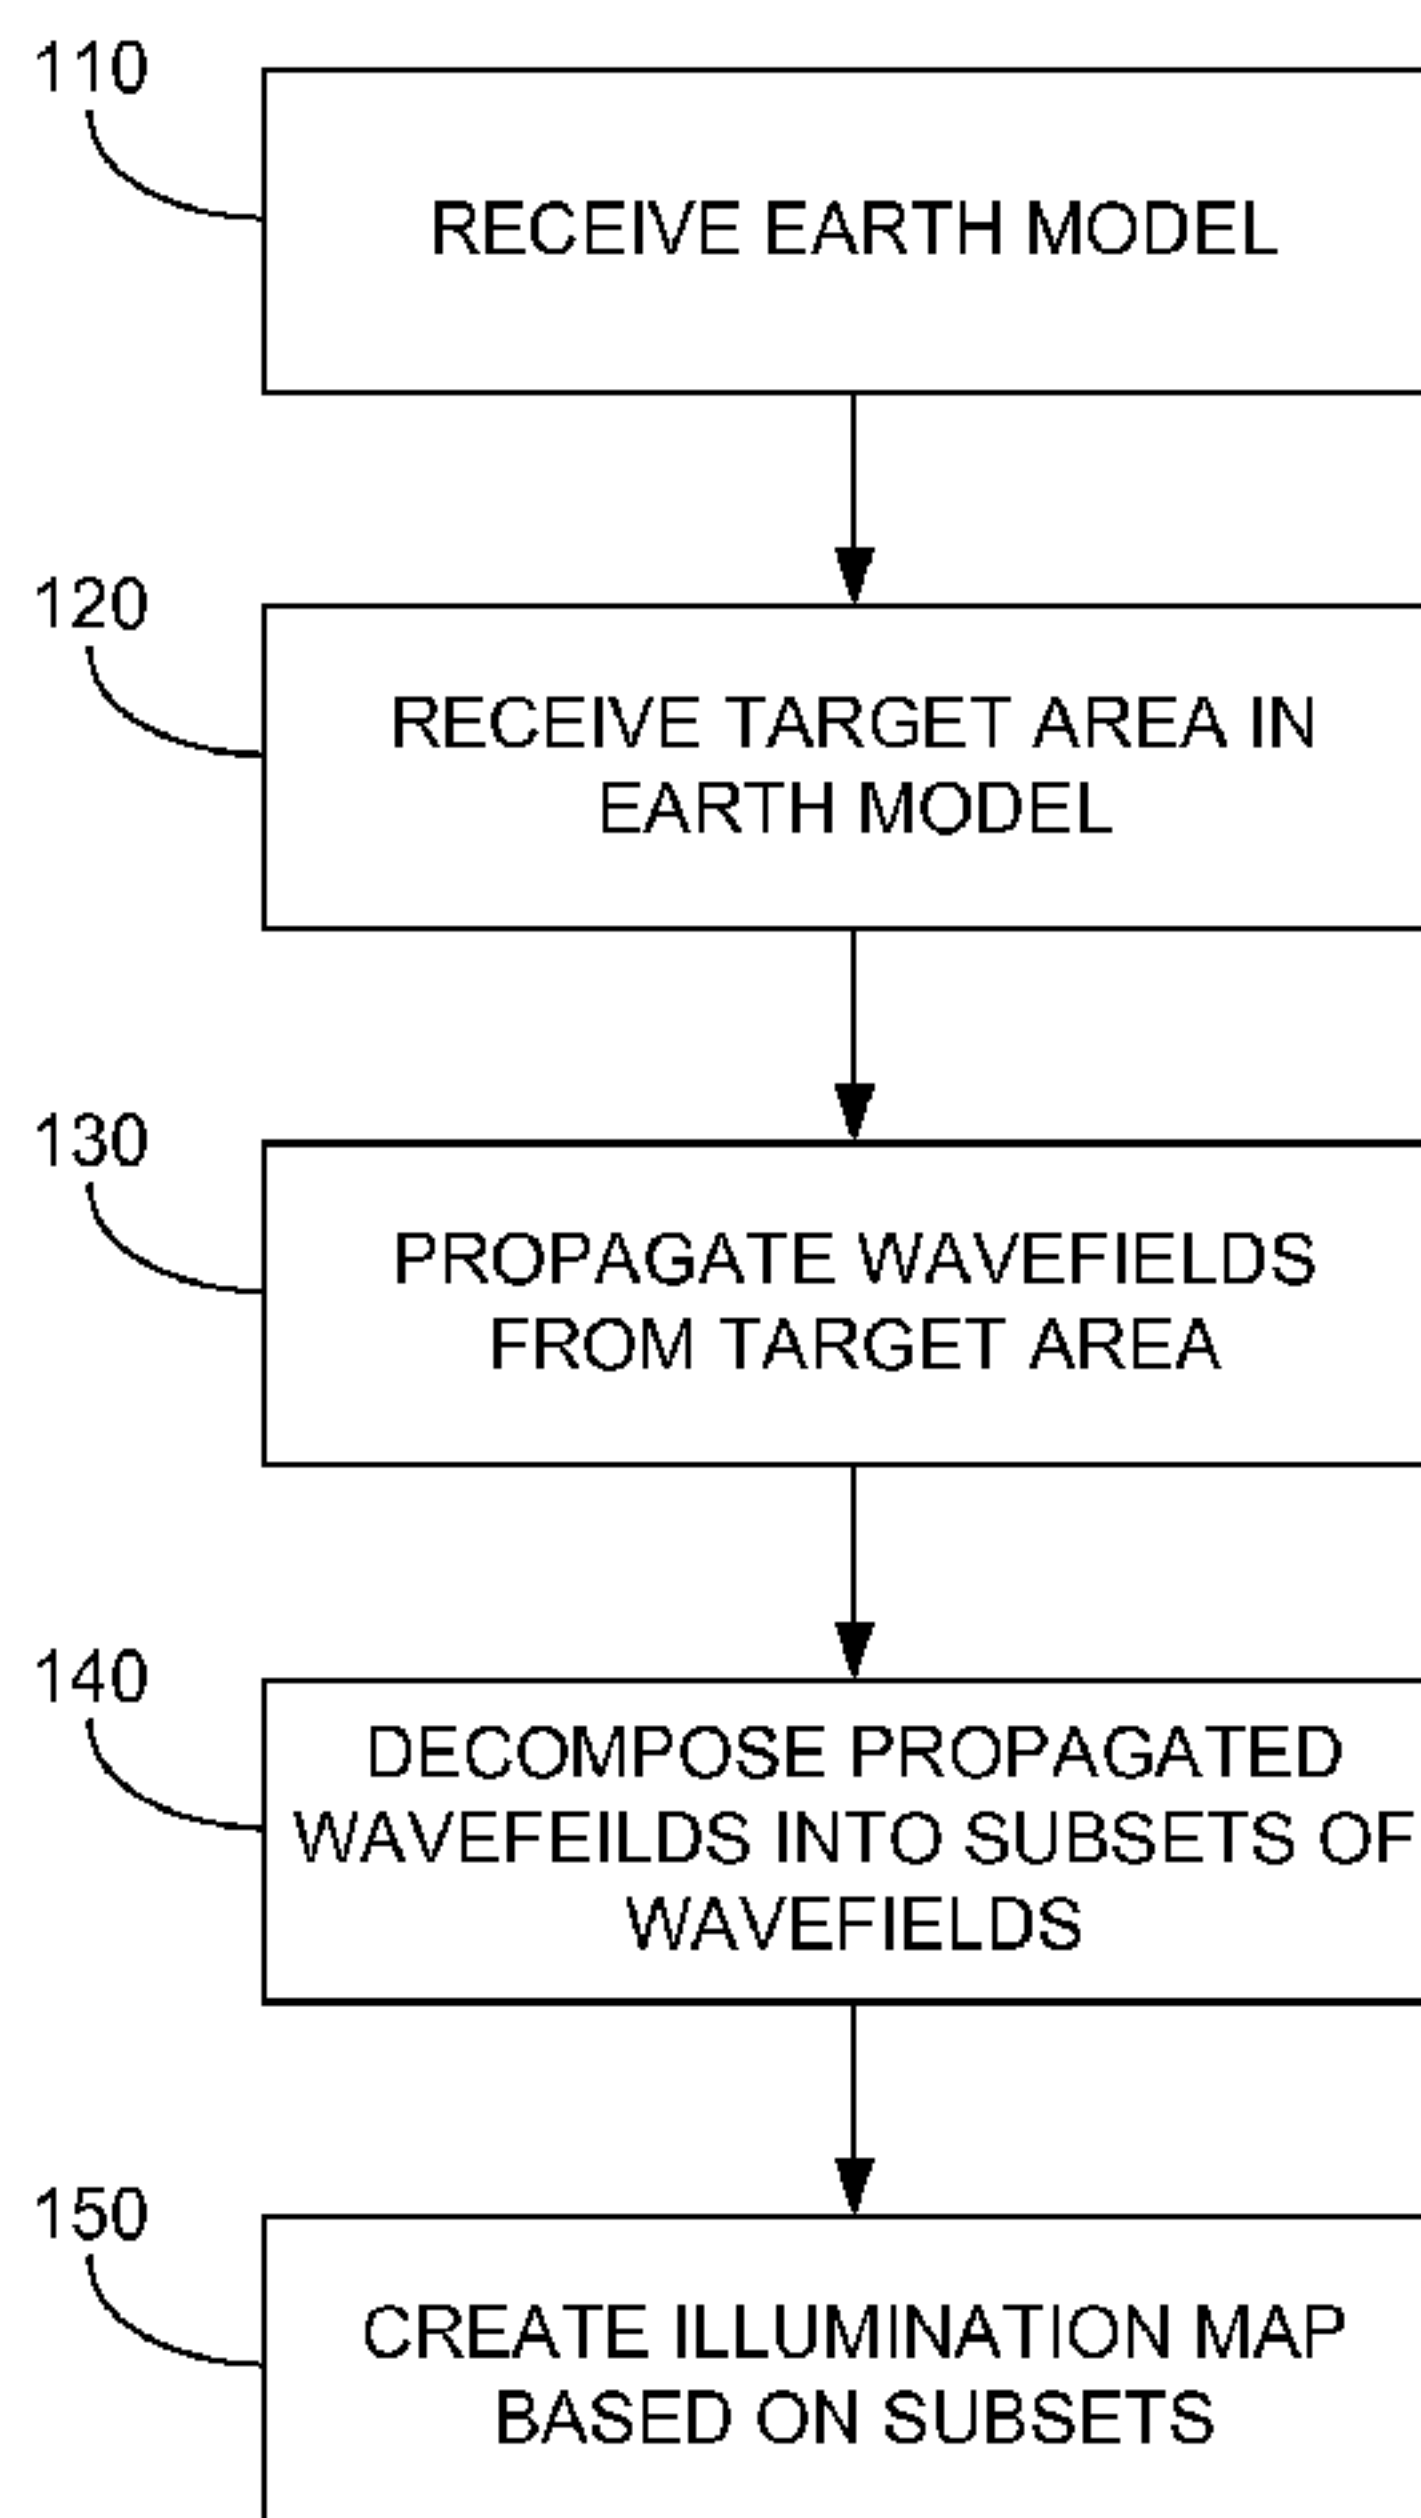 110
RECEIVE EARTH MODEL
120
RECEIVE TARGET AREA IN
EARTH MODEL
130
PROPAGATE WAVEFIELDS
FROM TARGET AREA
140
DECOMPOSE PROPAGATED
WAVEFEILDS INTO SUBSETS OF
WAVEFIELDS
150
CREATE ILLUMINATION MAP
BASED ON SUBSETS